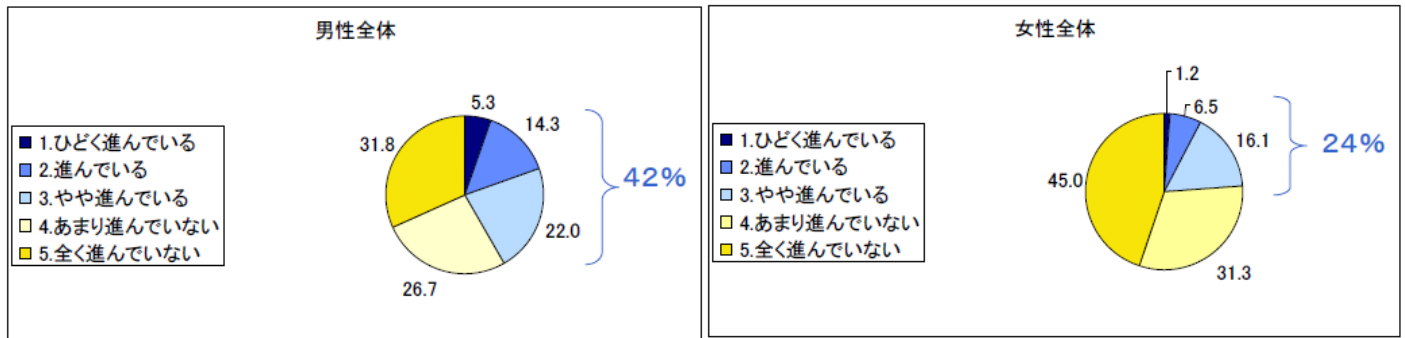 男性全体
1.ひどく進んでいる
2.進んでいる
3.やや進んでいる
4.あまり進んでいない
5.全く進んでいない
5.3
14.3
22.0
26.7
31.8
42%
女性全体
1.ひどく進んでいる
2.進んでいる
3.やや進んでいる
4.あまり進んでいない
5.全く進んでいない
1.2
6.5
16.1
31.3
45.0
24%